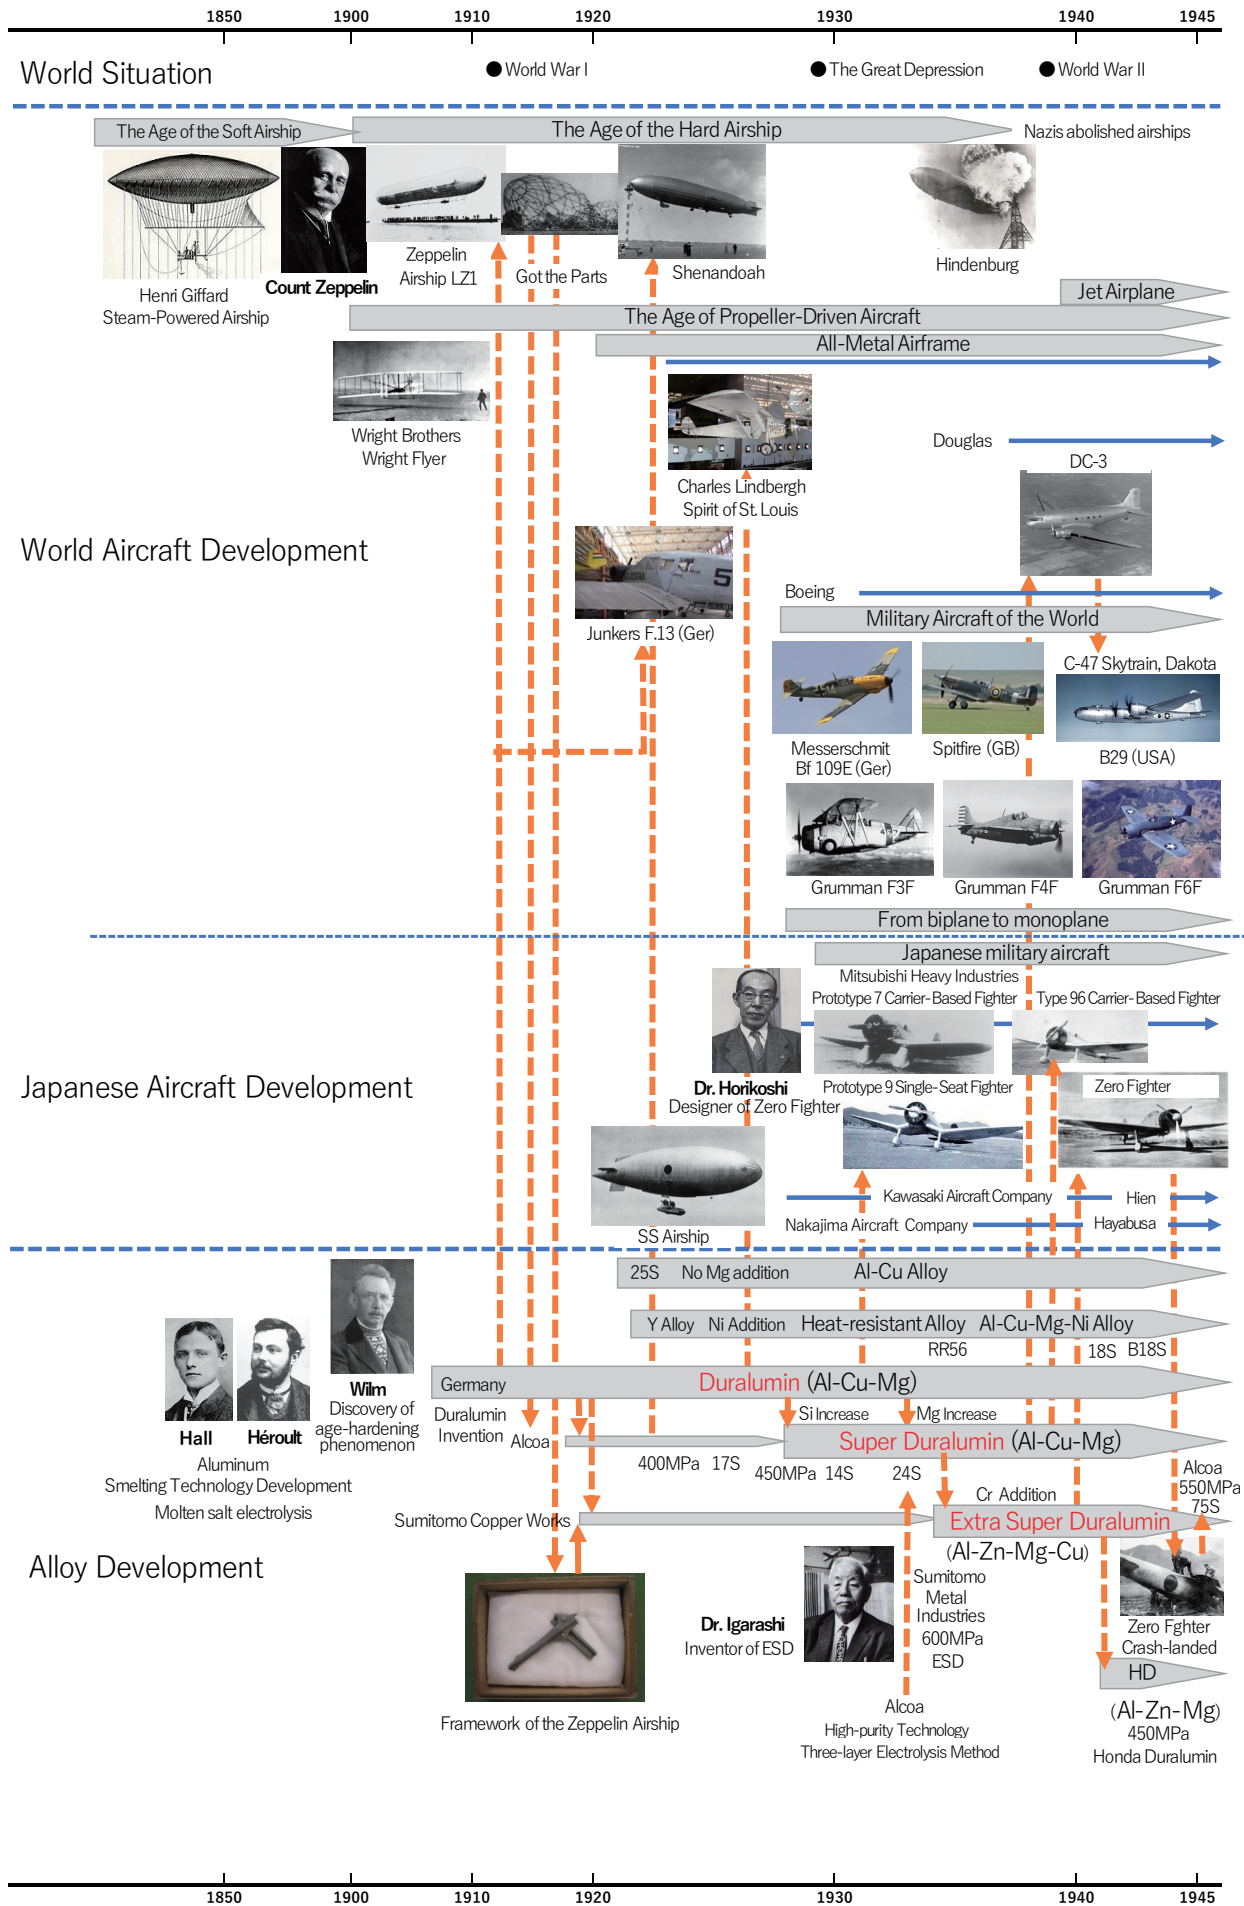 1850 1900 1910 1920 1930 1940 1945
World Situation
World War I
The Great Depression
World War II
The Age of the Soft Airship
The Age of the Hard Airship
Nazis abolished airships
Henri Giffard
Steam-Powered Airship
Count Zeppelin
Zeppelin
Airship LZ1
Got the Parts
Shenandoah
Hindenburg
Jet Airplane
The Age of Propeller-Driven Aircraft
All-Metal Airframe
Wright Brothers
Wright Flyer
Charles Lindbergh
Spirit of St. Louis
Douglas
DC-3
World Aircraft Development
5
Junkers F.13 (Ger)
Boeing
Military Aircraft of the World
C-47 Skytrain, Dakota
Messerschmit
Bf 109E (Ger)
Spitfire (GB)
B29 (USA)
Grumman F3F
Grumman F4F
Grumman F6F
From biplane to monoplane
Japanese military aircraft
Mitsubishi Heavy Industries
Prototype 7 Carrier-Based Fighter
Type 96 Carrier-Based Fighter
Japanese Aircraft Development
Dr. Horikoshi
Designer of Zero Fighter
Prototype 9 Single-Seat Fighter
Zero Fighter
SS Airship
Kawasaki Aircraft Company
Hien
Nakajima Aircraft Company
Hayabusa
25S No Mg addition Al-Cu Alloy
Y Alloy Ni Addition Heat-resistant Alloy Al-Cu-Mg-Ni Alloy
RR56
18S B18S
Germany Duralumin (Al-Cu-Mg)
Hall
Héroult
Aluminum
Smelting Technology Development
Molten salt electrolysis
Wilm
Discovery of
age-hardening
phenomenon
Duralumin
Invention
Alcoa
Si Increase
Mg Increase
Super Duralumin (Al-Cu-Mg)
400MPa 17S
450MPa 14S
24S
Alcoa
550MPa
75S
Cr Addition
Sumitomo Copper Works
Extra Super Duralumin
(Al-Zn-Mg-Cu)
Alloy Development
Framework of the Zeppelin Airship
Dr. Igarashi
Inventor of ESD
Sumitomo
Metal
Industries
600MPa
ESD
Alcoa
High-purity Technology
Three-layer Electrolysis Method
Zero Fghter
Crash-landed
HD
(Al-Zn-Mg)
450MPa
Honda Duralumin
1850 1900 1910 1920 1930 1940 1945